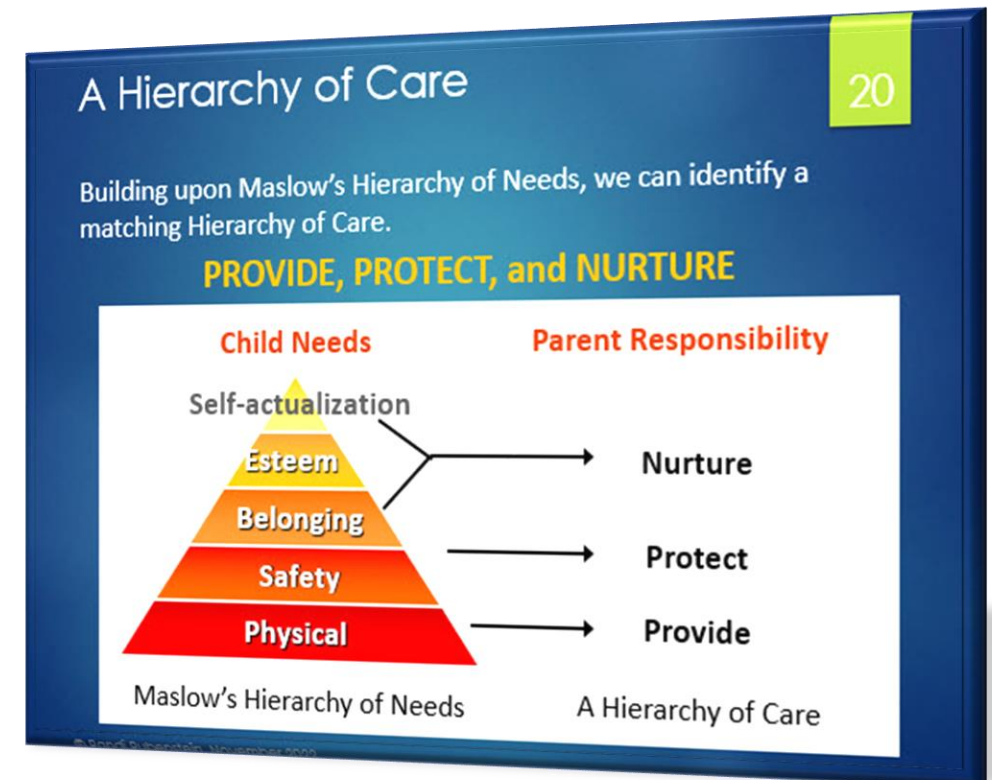 A Hierarchy of Care
20
Building upon Maslow's Hierarchy of Needs, we can identify a
matching Hierarchy of Care.
PROVIDE, PROTECT, and NURTURE
Child Needs
Parent Responsibility
Self-actualization
Esteem
Nurture
Belonging
Protect
Safety
Physical
Provide
Maslow's Hierarchy of Needs
A Hierarchy of Care